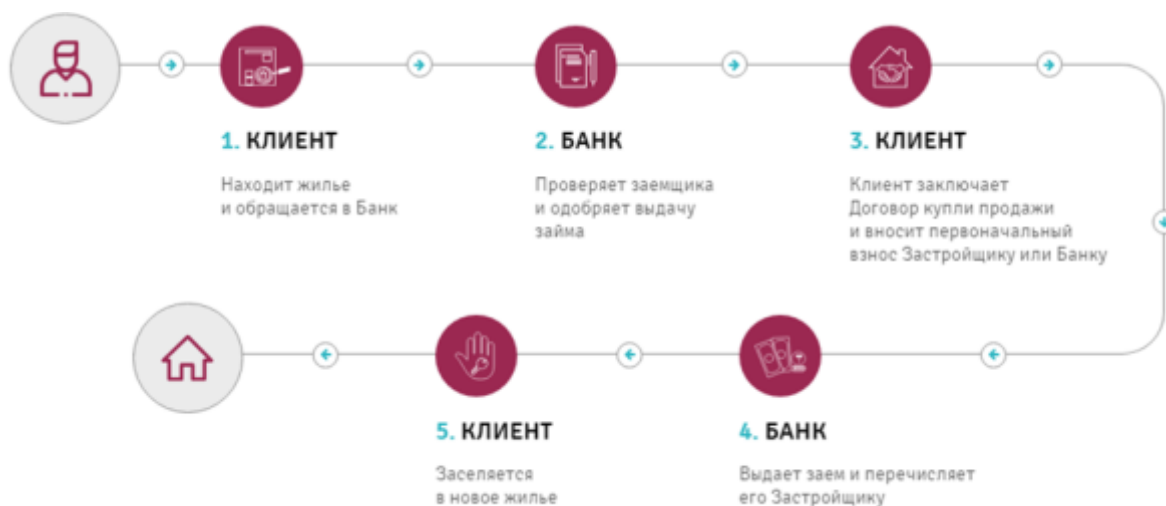 1. КЛИЕНТ
Находит жилье
и обращается в Банк
2. БАНК
Проверяет заемщика
и одобряет выдачу
займа
3. КЛИЕНТ
Клиент заключает
Договор купли продажи
и вносит первоначальный
взнос Застройщику или Банку
4. БАНК
Выдает заем и перечисляет
его Застройщику
5. КЛИЕНТ
Заселяется
в новое жилье